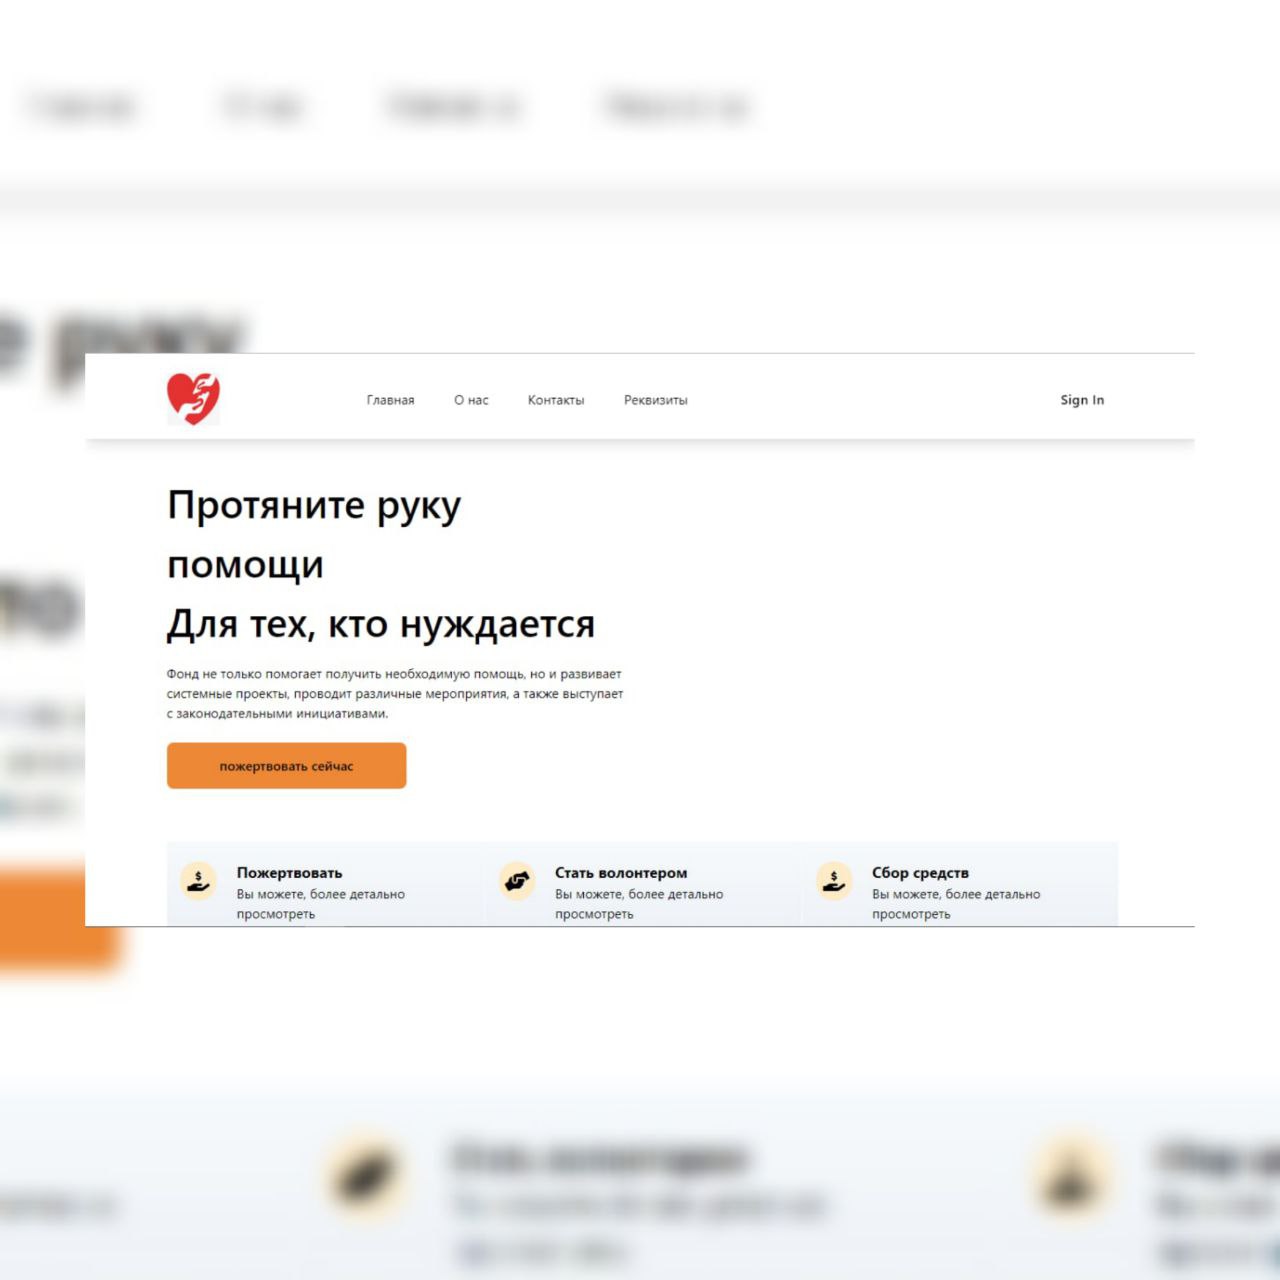 Главная О нас Контакты Реквизиты Sign In
Протяните руку
помощи
Для тех, кто нуждается
Фонд не только помогает получить необходимую помощь, но и развивает
системные проекты, проводит различные мероприятия, а также выступает
с законодательными инициативами.
пожертвовать сейчас
Пожертвовать
Вы можете, более детально
просмотреть
Стать волонтером
Вы можете, более детально
просмотреть
Сбор средств
Вы можете, более детально
просмотреть